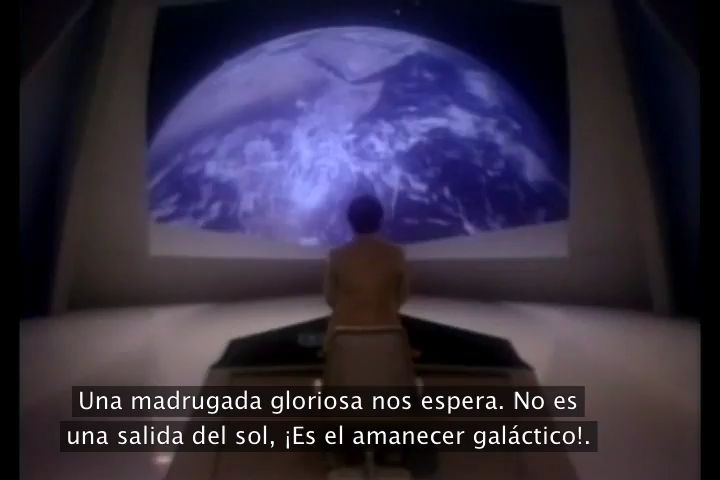 Una madrugada gloriosa nos espera. No es
una salida del sol, ¡Es el amanecer galáctico!.